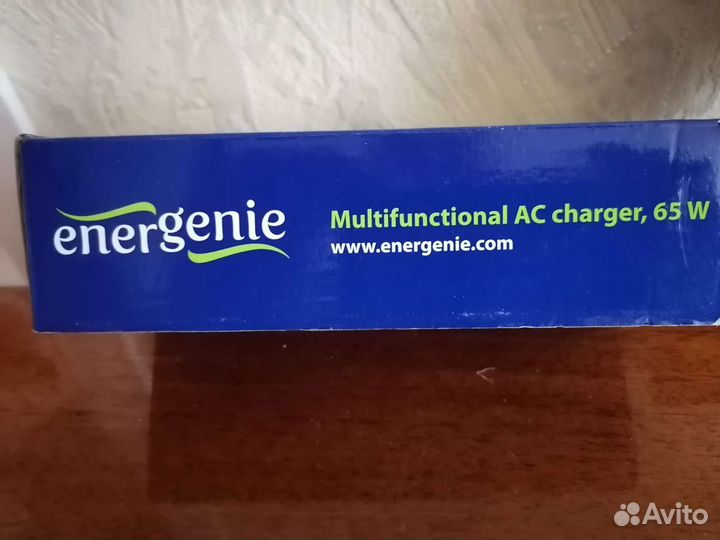 energenie
Multifunctional AC charger, 65 W
www.energenie.com
Avito